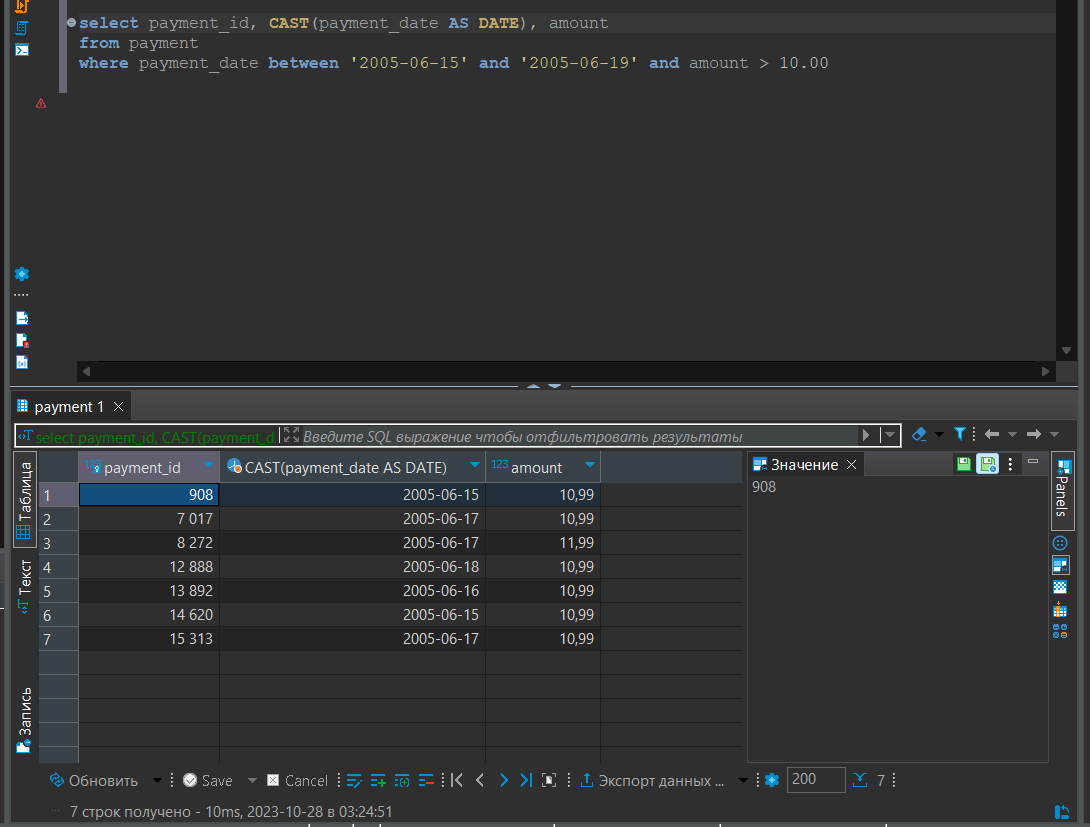 select payment_id, CAST(payment_date AS DATE), amount
from payment
where payment_date between '2005-06-15' and '2005-06-19' and amount > 10.00
payment 1
select payment_id, CAST(payment_d
Введите SQL выражение чтобы отфильтровать результаты
Таблица
Текст
Запись
123 payment_id CAST(payment_date AS DATE) 123 amount
1 908 2005-06-15 10,99
2 7 017 2005-06-17 10,99
3 8 272 2005-06-17 11,99
4 12 888 2005-06-18 10,99
5 13 892 2005-06-16 10,99
6 14 620 2005-06-15 10,99
7 15 313 2005-06-17 10,99
Значение
908
Panels
Обновить Save Cancel Экспорт данных ... 200 7
7 строк получено - 10ms, 2023-10-28 в 03:24:51